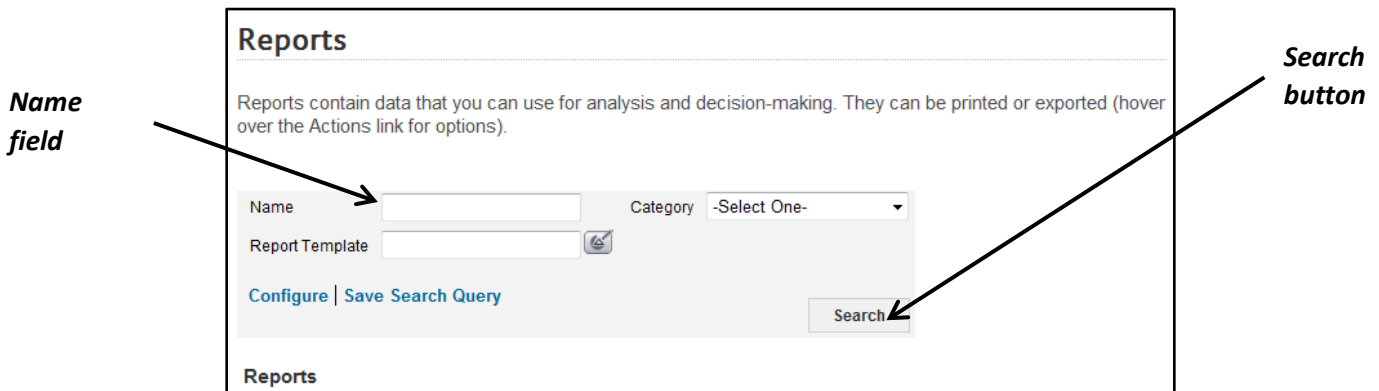 Reports
Search
button
Name
field
Reports contain data that you can use for analysis and decision-making. They can be printed or exported (hover
over the Actions link for options).
Name
Category -Select One-
Report Template
Configure | Save Search Query
Search
Reports